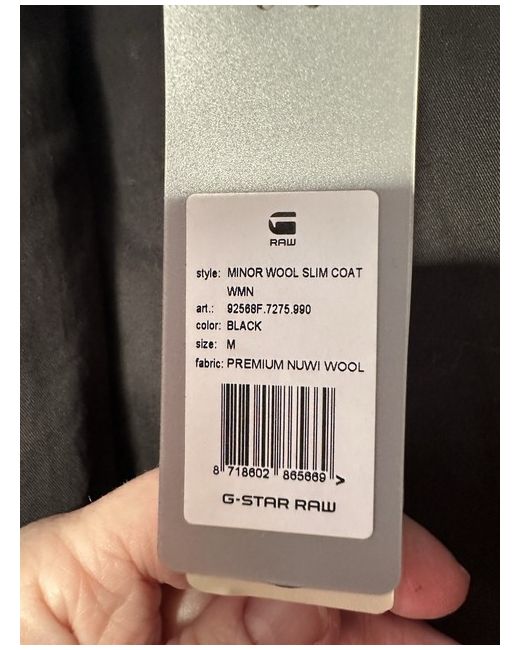 RAW
style: MINOR WOOL SLIM COAT
WMN
art.: 92568F.7275.990
color: BLACK
size: M
fabric: PREMIUM NUWI WOOL
8 718602 865669 >
G-STAR RAW